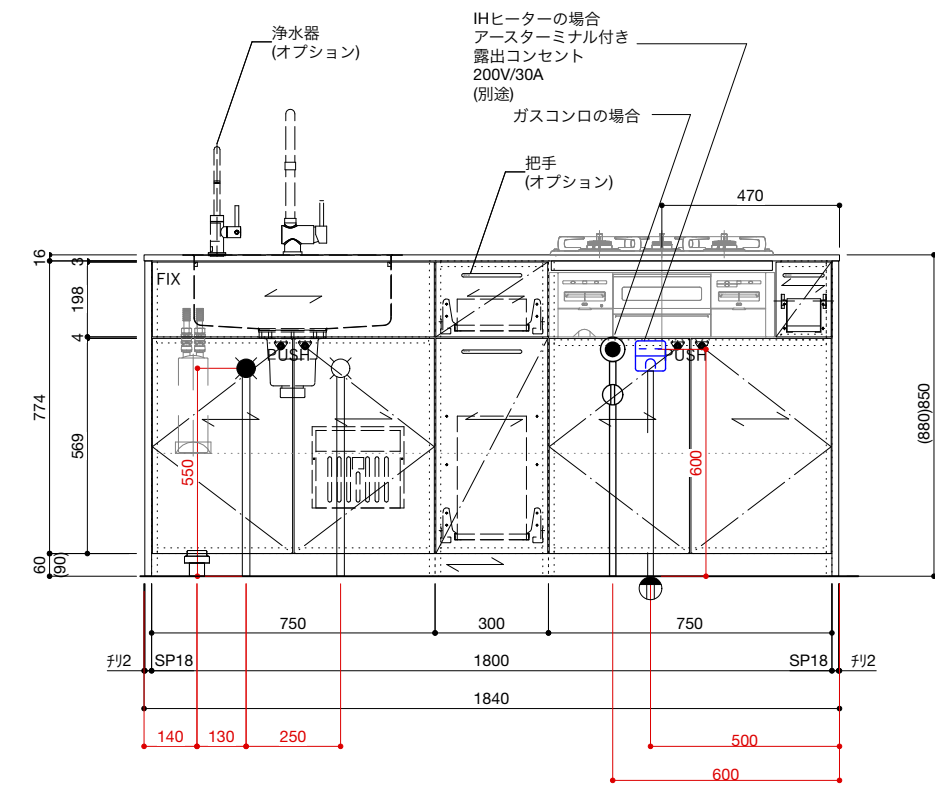 IHヒーターの場合
アースターミナル付き
露出コンセント
200V/30A
(別途)
浄水器
(オプション)
ガスコンロの場合
把手
(オプション)
470
16
3
198
4
774
569
60
(90)
FIX
PUSH
PUSH
550
600
(880)850
750
300
750
チリ2
SP18
1800
SP18
チリ2
1840
140
130
250
500
600